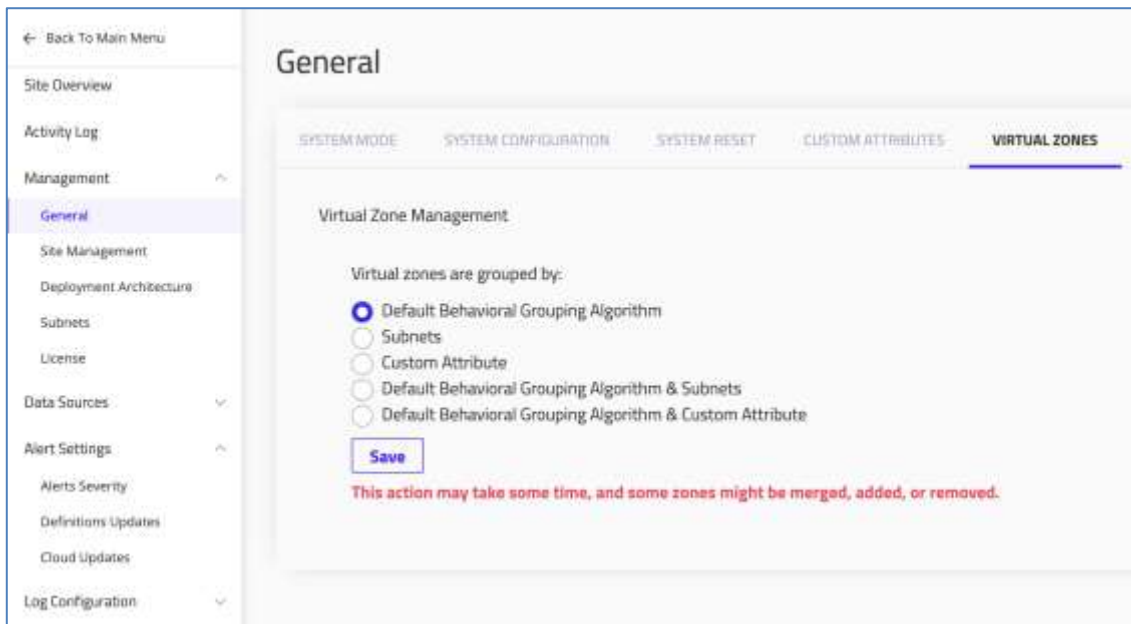 ← Back To Main Menu
Site Overview
Activity Log
Management
General
Site Management
Deployment Architecture
Subnets
License
Data Sources
Alert Settings
Alerts Severity
Definitions Updates
Cloud Updates
Log Configuration
General
SYSTEM MODE SYSTEM CONFIGURATION SYSTEM RESET CUSTOM ATTRIBUTES VIRTUAL ZONES
Virtual Zone Management
Virtual zones are grouped by:
Default Behavioral Grouping Algorithm
Subnets
Custom Attribute
Default Behavioral Grouping Algorithm & Subnets
Default Behavioral Grouping Algorithm & Custom Attribute
Save
This action may take some time, and some zones might be merged, added, or removed.